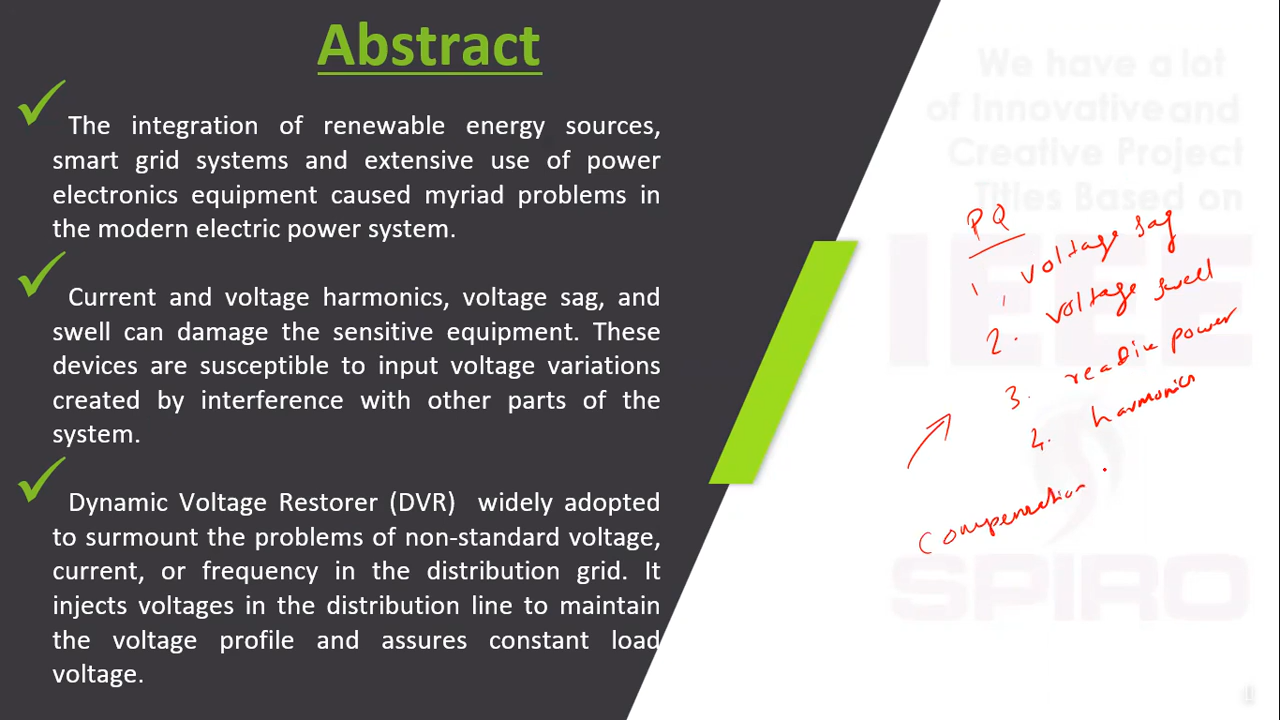 Abstract
The integration of renewable energy sources,
smart grid systems and extensive use of power
electronics equipment caused myriad problems in
the modern electric power system.
Current and voltage harmonics, voltage sag, and
swell can damage the sensitive equipment. These
devices are susceptible to input voltage variations
created by interference with other parts of the
system.
Dynamic Voltage Restorer (DVR) widely adopted
to surmount the problems of non-standard voltage,
current, or frequency in the distribution grid. It
injects voltages in the distribution line to maintain
the voltage profile and assures constant load
voltage.
We have a lot
of Innovative and
Creative Project
Titles Based on
IEEE
SPIRO
PQ
1, voltage sag
2. voltage swell
3. power
4. harmonics
Compensation